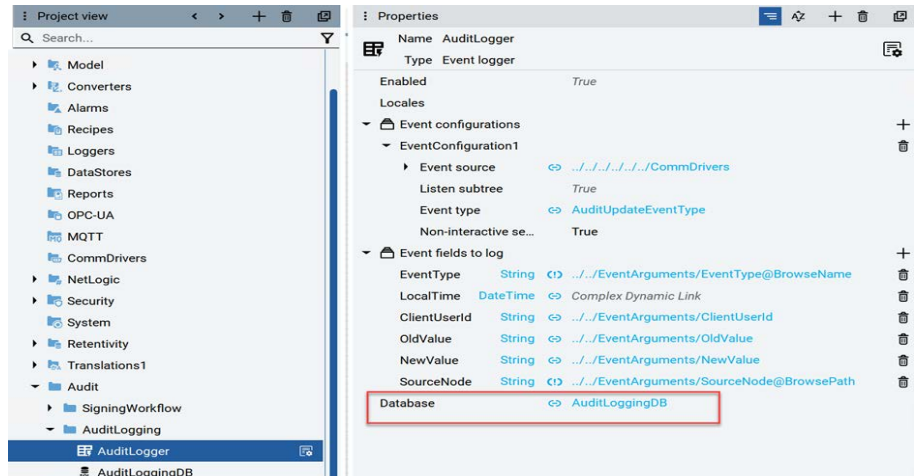 Project view
Search...
Model
Converters
Alarms
Recipes
Loggers
DataStores
Reports
OPC-UA
MQTT
CommDrivers
NetLogic
Security
System
Retentivity
Translations1
Audit
SigningWorkflow
AuditLogging
AuditLogger
AuditLoggingDB
Properties
Name AuditLogger
Type Event logger
Enabled True
Locales
Event configurations
EventConfiguration1
Event source ../../../../../../CommDrivers
Listen subtree True
Event type AuditUpdateEventType
Non-interactive se... True
Event fields to log
EventType String ../../EventArguments/EventType@BrowseName
LocalTime DateTime Complex Dynamic Link
ClientUserId String ../../EventArguments/ClientUserId
OldValue String ../../EventArguments/OldValue
NewValue String ../../EventArguments/NewValue
SourceNode String ../../EventArguments/SourceNode@BrowsePath
Database AuditLoggingDB